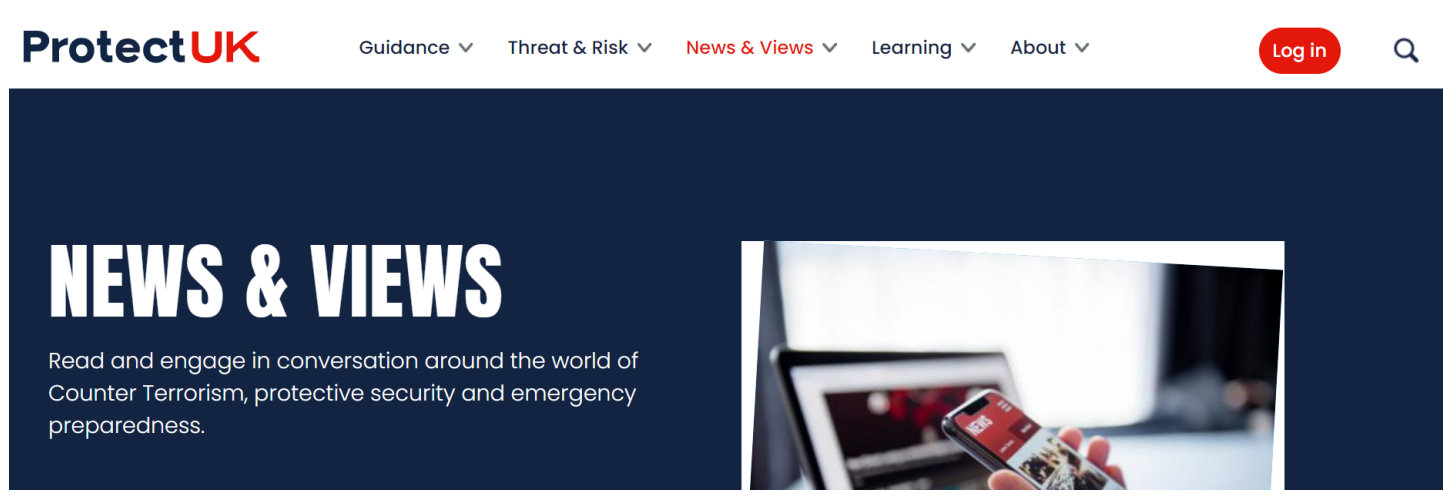 ProtectUK
Guidance
Threat & Risk
News & Views
Learning
About
Log in
NEWS & VIEWS
Read and engage in conversation around the world of
Counter Terrorism, protective security and emergency
preparedness.
NEWS